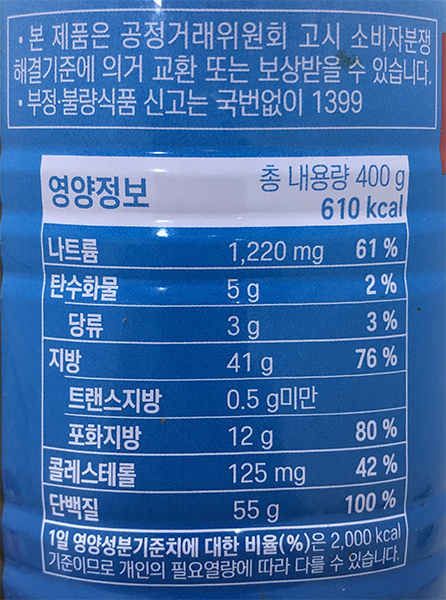 · 본 제품은 공정거래위원회 고시 소비자분쟁
해결기준에 의거 교환 또는 보상받을 수 있습니다.
· 부정·불량식품 신고는 국번없이 1399
영양정보 총 내용량 400 g
610 kcal
나트륨 1,220 mg 61 %
탄수화물 5 g 2 %
당류 3 g 3 %
지방 41 g 76 %
트랜스지방 0.5 g미만
포화지방 12 g 80 %
콜레스테롤 125 mg 42 %
단백질 55 g 100 %
1일 영양성분기준치에 대한 비율(%)은 2,000 kcal
기준이므로 개인의 필요열량에 따라 다를 수 있습니다.